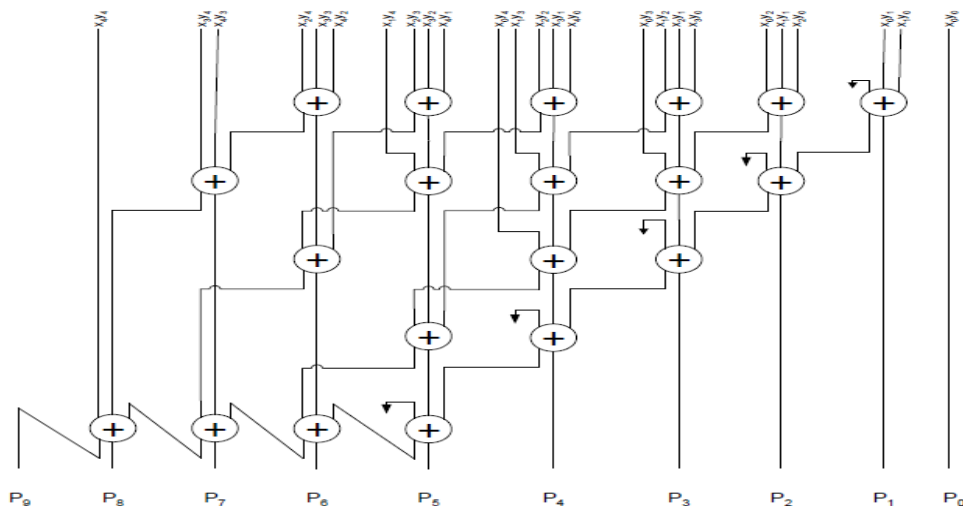 x₄y₄ x₃y₄ x₄y₃ x₂y₄ x₃y₃ x₄y₂ x₁y₄ x₂y₃ x₃y₂ x₄y₁ x₀y₄ x₁y₃ x₂y₂ x₃y₁ x₄y₀ x₀y₃ x₁y₂ x₂y₁ x₃y₀ x₀y₂ x₁y₁ x₂y₀ x₀y₁ x₁y₀ x₀y₀
+ + + + + +
+ + + + +
+ + +
+ +
+ + + +
P₉ P₈ P₇ P₆ P₅ P₄ P₃ P₂ P₁ P₀